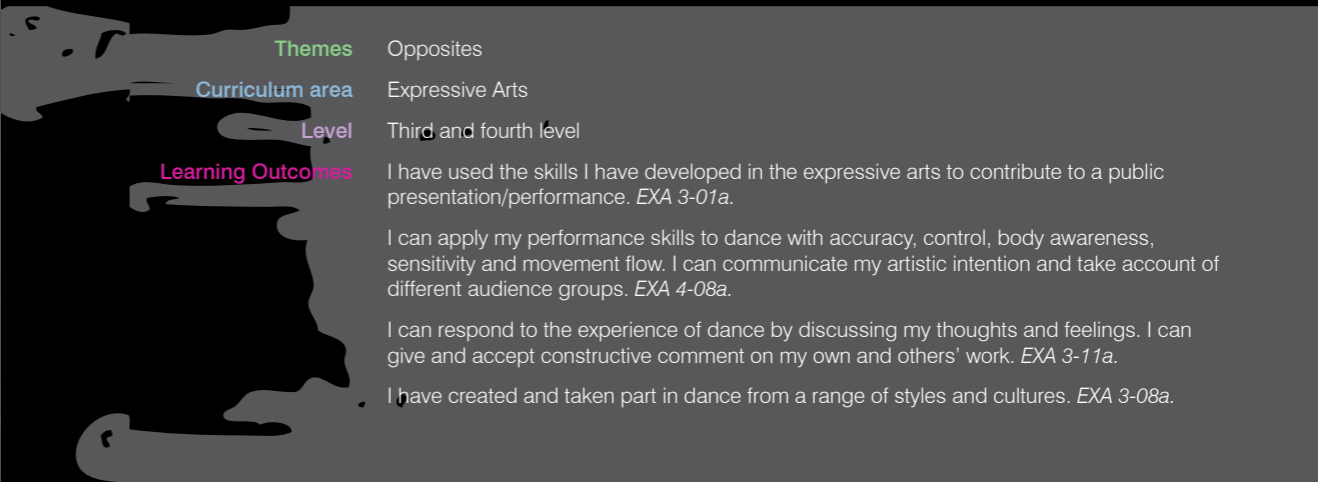 Themes Opposites
Curriculum area Expressive Arts
Level Third and fourth level
Learning Outcomes I have used the skills I have developed in the expressive arts to contribute to a public
presentation/performance. EXA 3-01a.
I can apply my performance skills to dance with accuracy, control, body awareness,
sensitivity and movement flow. I can communicate my artistic intention and take account of
different audience groups. EXA 4-08a.
I can respond to the experience of dance by discussing my thoughts and feelings. I can
give and accept constructive comment on my own and others’ work. EXA 3-11a.
I have created and taken part in dance from a range of styles and cultures. EXA 3-08a.